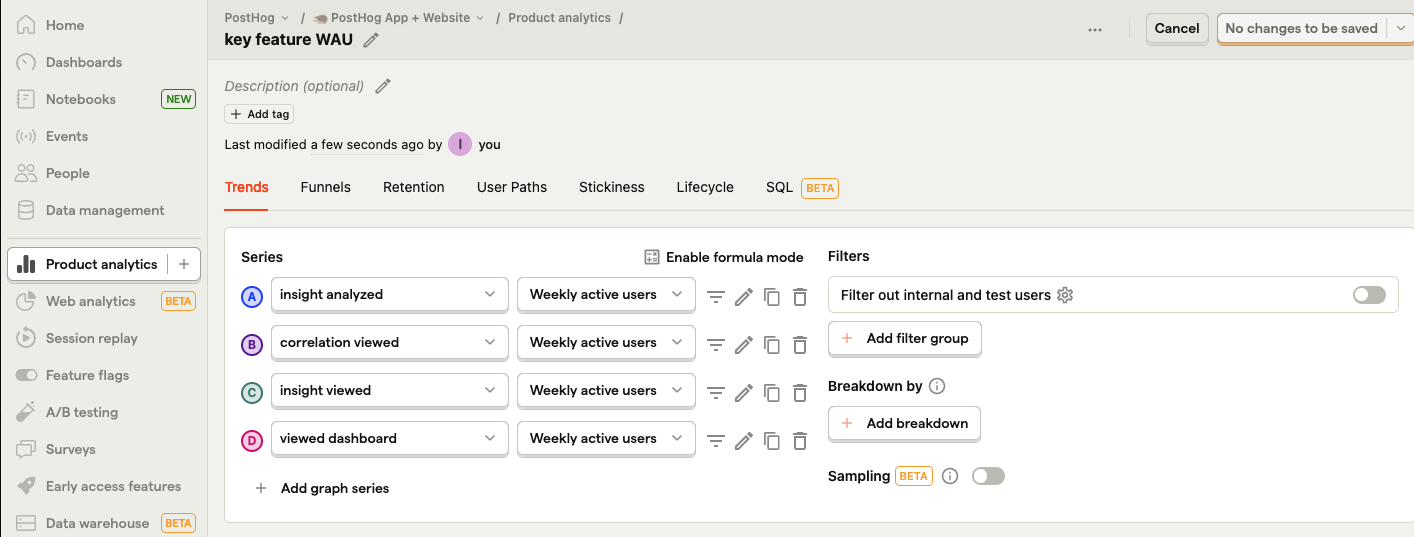 Home
Dashboards
Notebooks NEW
Events
People
Data management
Product analytics
Web analytics BETA
Session replay
Feature flags
A/B testing
Surveys
Early access features
Data warehouse BETA
PostHog / PostHog App + Website / Product analytics /
key feature WAU
Cancel No changes to be saved
Description (optional)
Add tag
Last modified a few seconds ago by I you
Trends Funnels Retention User Paths Stickiness Lifecycle SQL BETA
Series Enable formula mode
A insight analyzed Weekly active users
B correlation viewed Weekly active users
C insight viewed Weekly active users
D viewed dashboard Weekly active users
Add graph series
Filters
Filter out internal and test users
Add filter group
Breakdown by
Add breakdown
Sampling BETA